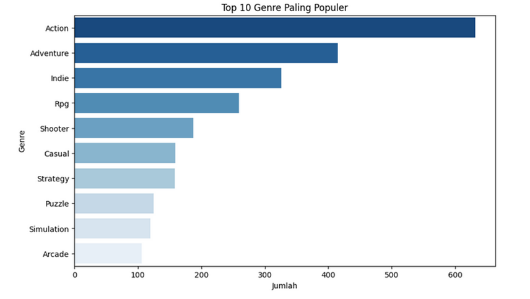 Top 10 Genre Paling Populer
Action
Adventure
Indie
Rpg
Shooter
Casual
Strategy
Puzzle
Simulation
Arcade
Genre
0 100 200 300 400 500 600
Jumlah